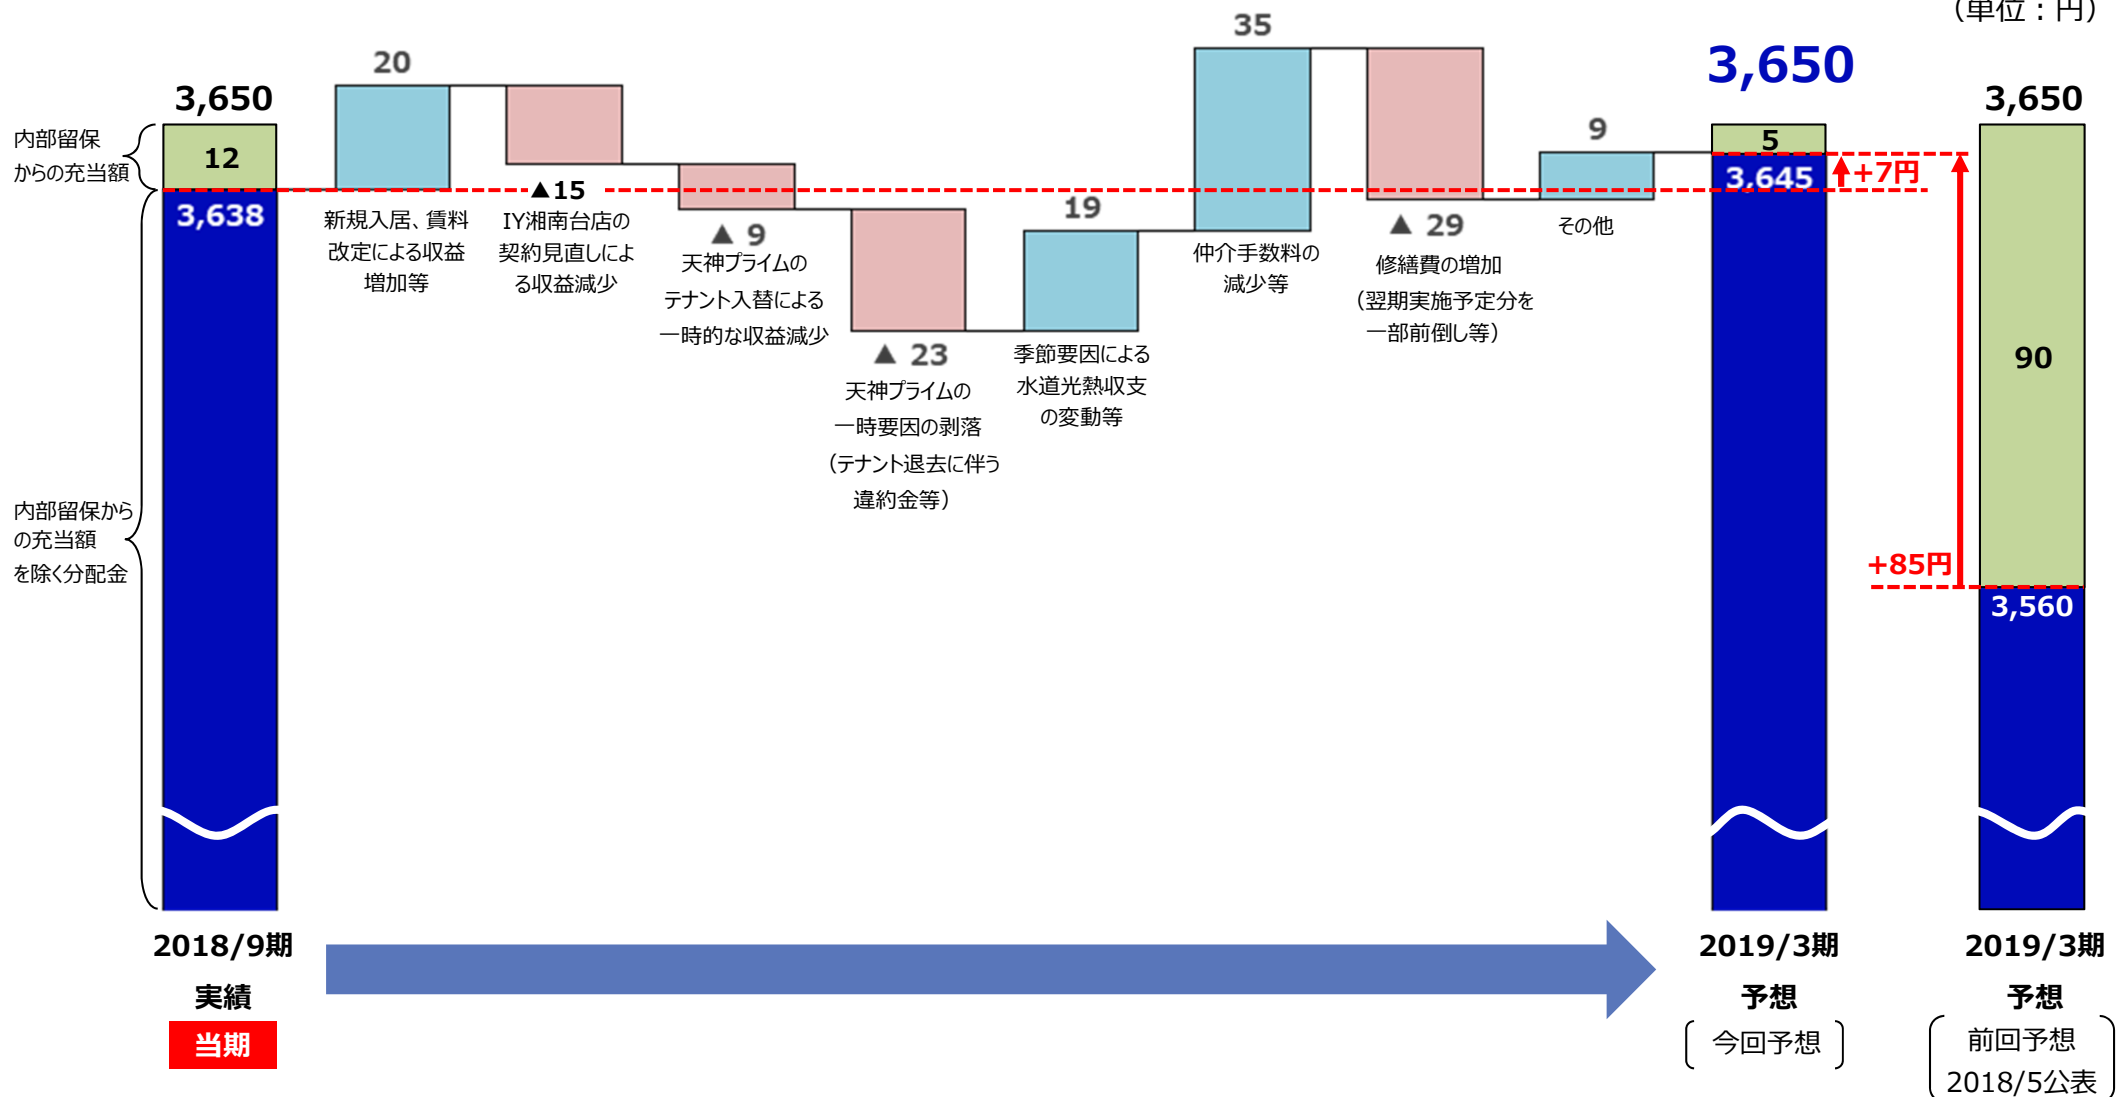 （単位：円）
3,650
12
3,638
内部留保
からの充当額
内部留保から
の充当額
を除く分配金
20
新規入居、賃料
改定による収益
増加等
▲15
IY湘南台店の
契約見直しによ
る収益減少
▲ 9
天神プライムの
テナント入替による
一時的な収益減少
▲ 23
天神プライムの
一時要因の剥落
（テナント退去に伴う
違約金等）
19
季節要因による
水道光熱収支
の変動等
35
仲介手数料の
減少等
▲ 29
修繕費の増加
（翌期実施予定分を
一部前倒し等）
9
その他
3,650
5
3,645
+7円
3,650
90
+85円
3,560
2018/9期
実績
当期
2019/3期
予想
今回予想
2019/3期
予想
前回予想
2018/5公表